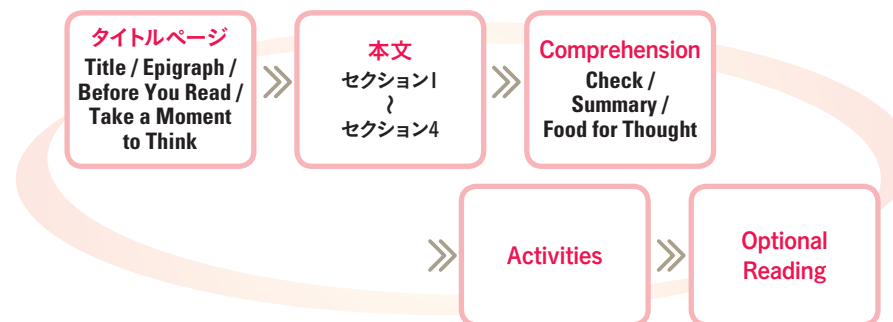 タイトルページ
Title / Epigraph /
Before You Read /
Take a Moment
to Think
本文
セクション1
〜
セクション4
Comprehension
Check /
Summary /
Food for Thought
Activities
Optional
Reading